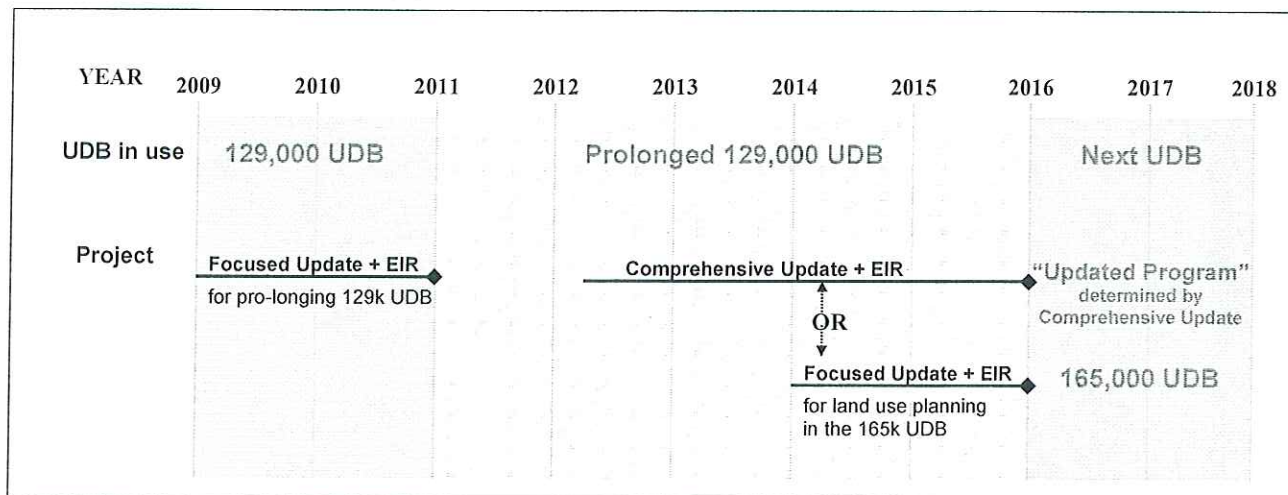 YEAR 2009 2010 2011 2012 2013 2014 2015 2016 2017 2018
UDB in use 129,000 UDB Prolonged 129,000 UDB Next UDB
Project Focused Update + EIR Comprehensive Update + EIR "Updated Program"
for pro-longing 129k UDB determined by
Comprehensive Update
OR
Focused Update + EIR 165,000 UDB
for land use planning
in the 165k UDB